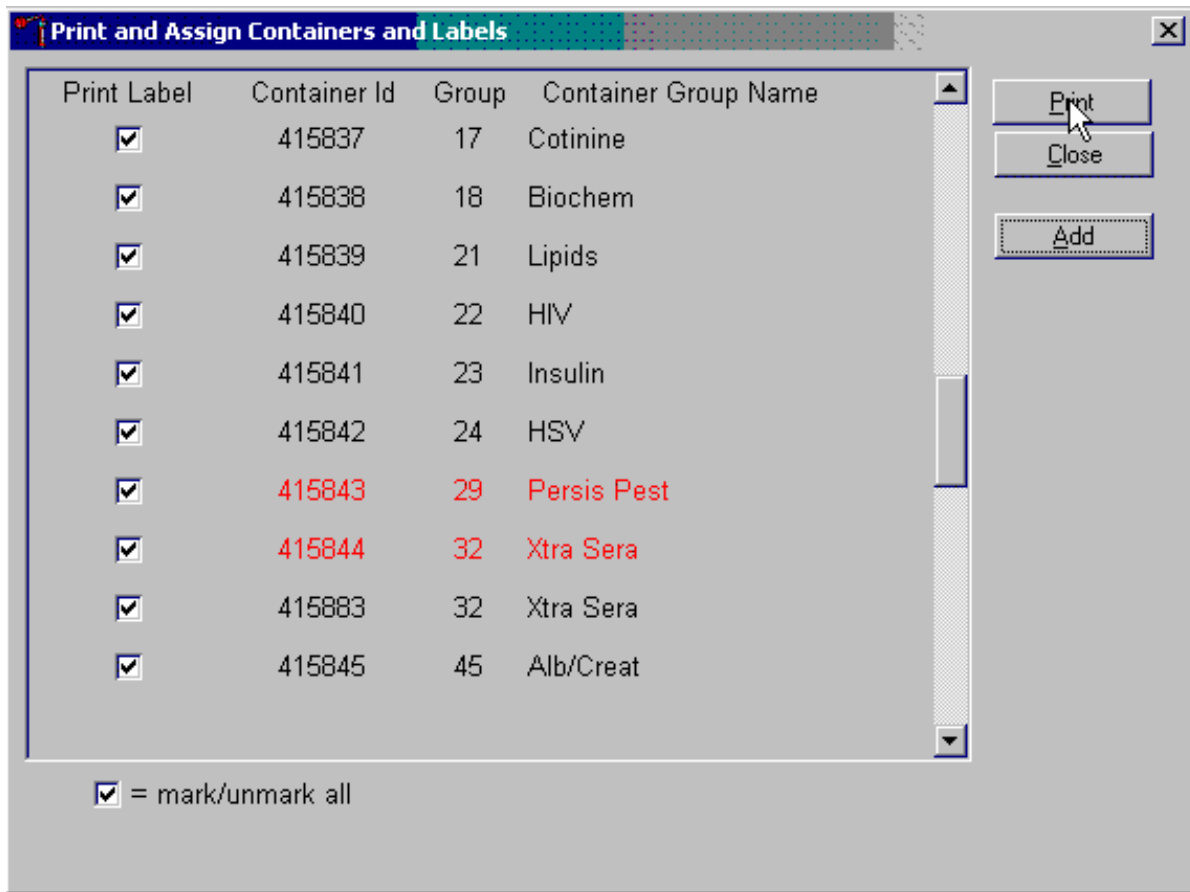 Print and Assign Containers and Labels
Print Label Container Id Group Container Group Name
415837 17 Cotinine
415838 18 Biochem
415839 21 Lipids
415840 22 HIV
415841 23 Insulin
415842 24 HSV
415843 29 Persis Pest
415844 32 Xtra Sera
415883 32 Xtra Sera
415845 45 Alb/Creat
= mark/unmark all
Print
Close
Add